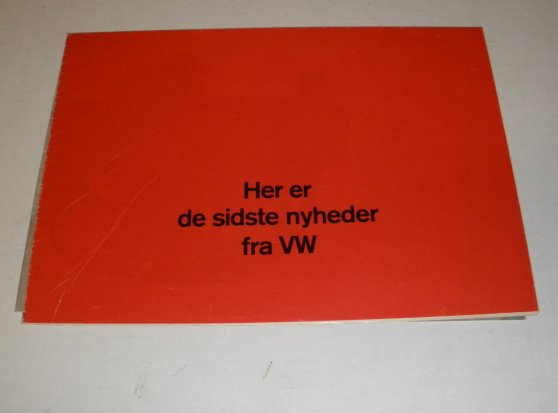 Her er
de sidste nyheder
fra VW